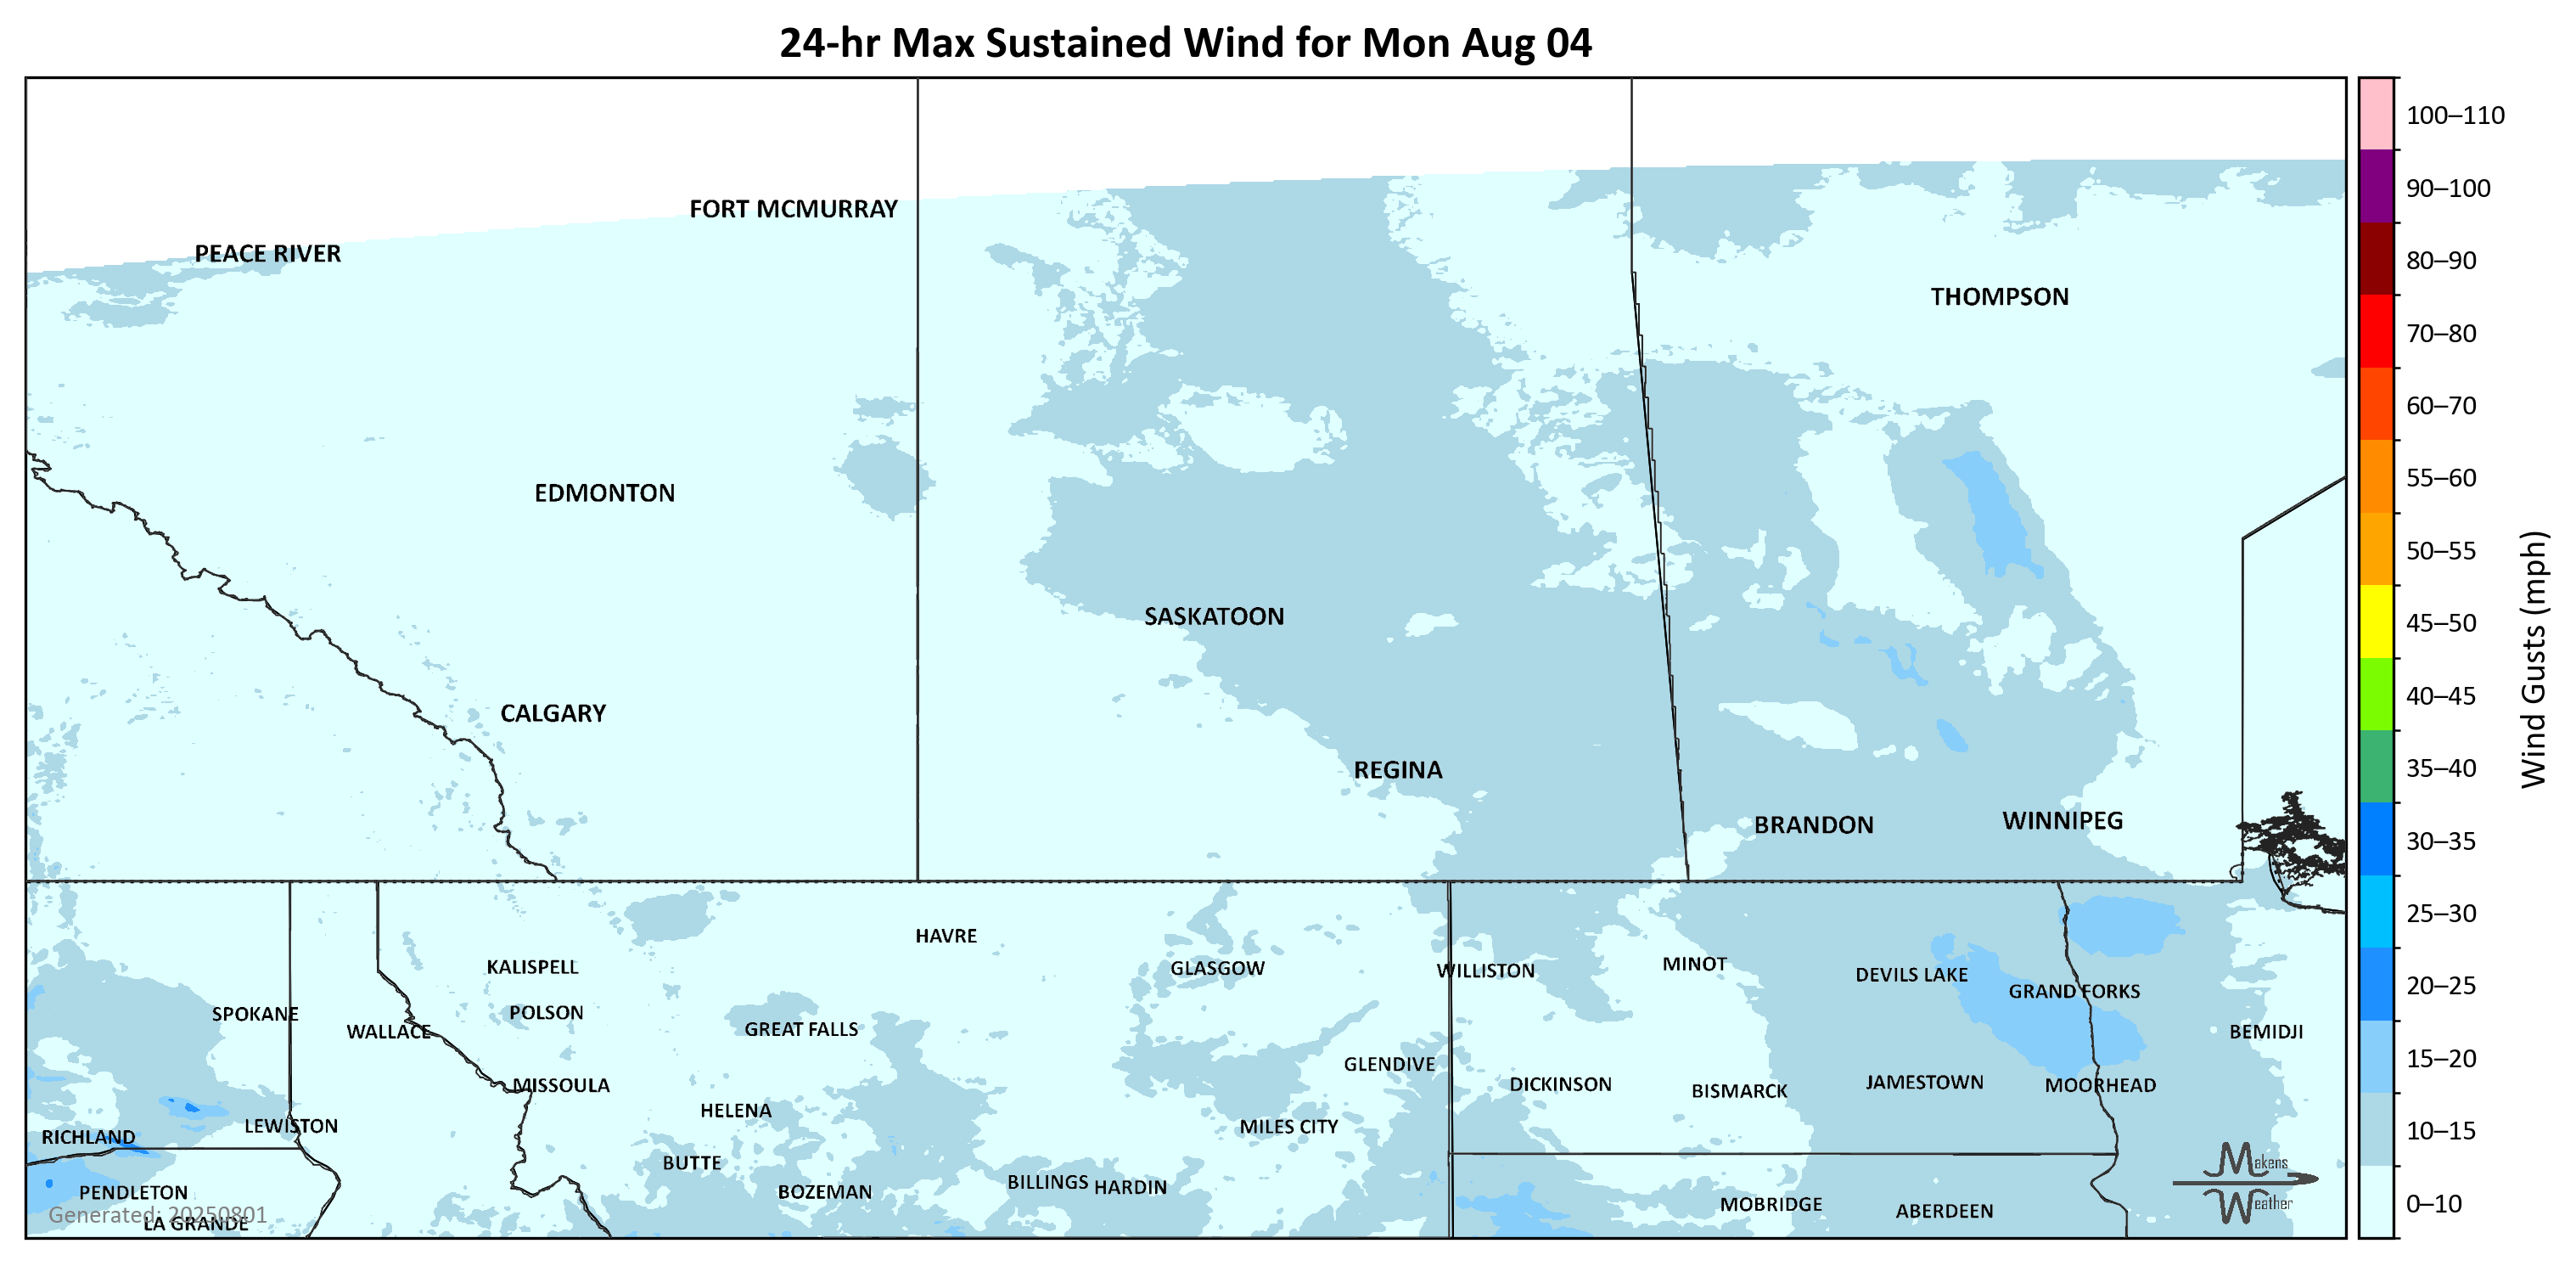 24-hr Max Sustained Wind for Mon Aug 04
100–110
90–100
80–90
70–80
60–70
55–60
50–55
45–50
40–45
35–40
30–35
25–30
20–25
15–20
10–15
0–10
Wind Gusts (mph)
FORT MCMURRAY
PEACE RIVER
THOMPSON
EDMONTON
SASKATOON
CALGARY
REGINA
BRANDON
WINNIPEG
HAVRE
KALISPELL
GLASGOW
WILLISTON
MINOT
DEVILS LAKE
GRAND FORKS
SPOKANE
POLSON
WALLACE
GREAT FALLS
BEMIDJI
GLENDIVE
MISSOULA
DICKINSON
BISMARCK
JAMESTOWN
MOORHEAD
HELENA
LEWISTON
MILES CITY
RICHLAND
BUTTE
BILLINGS
HARDIN
PENDLETON
BOZEMAN
MOBRIDGE
ABERDEEN
Generated: 20250801
LA GRANDE
Makens
Weather